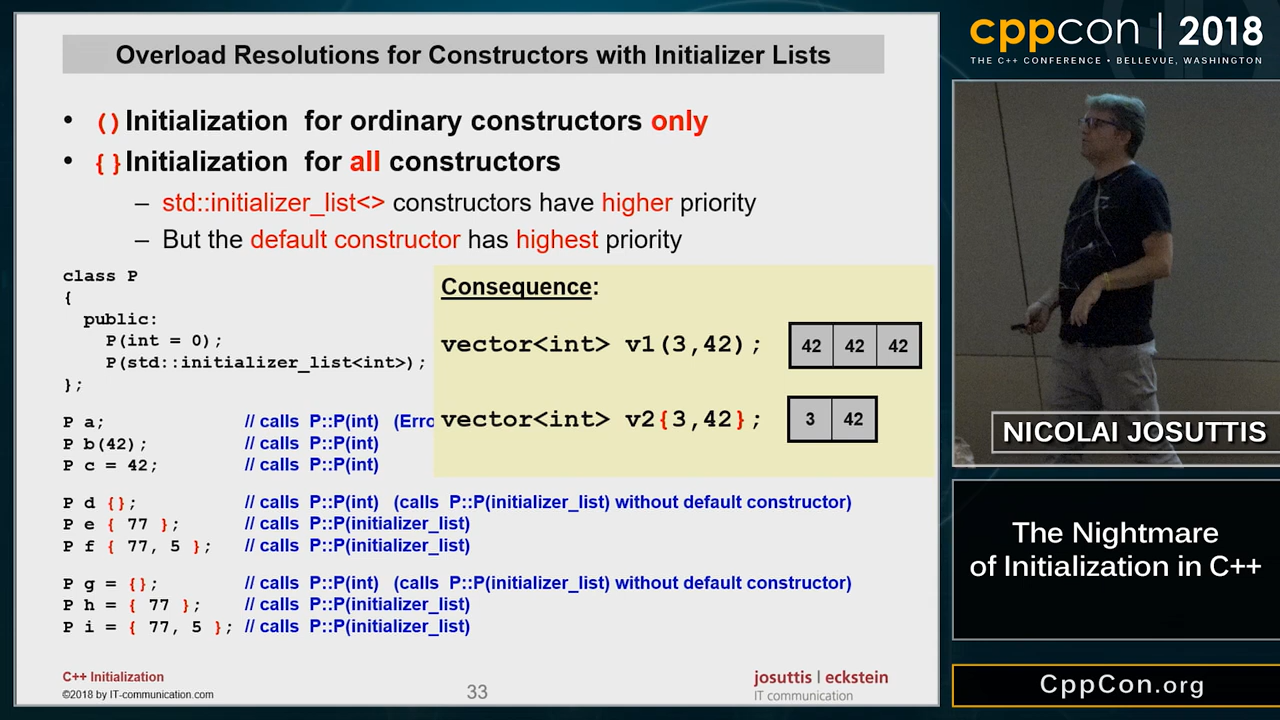 Overload Resolutions for Constructors with Initializer Lists
• () Initialization for ordinary constructors only
• {} Initialization for all constructors
– std::initializer_list<> constructors have higher priority
– But the default constructor has highest priority
class P
{
public:
P(int = 0);
P(std::initializer_list<int>);
};
P a; // calls P::P(int) (Erro
P b(42); // calls P::P(int)
P c = 42; // calls P::P(int)
Consequence:
vector<int> v1(3,42); 42 42 42
vector<int> v2{3,42}; 3 42
P d {}; // calls P::P(int) (calls P::P(initializer_list) without default constructor)
P e { 77 }; // calls P::P(initializer_list)
P f { 77, 5 }; // calls P::P(initializer_list)
P g = {}; // calls P::P(int) (calls P::P(initializer_list) without default constructor)
P h = { 77 }; // calls P::P(initializer_list)
P i = { 77, 5 }; // calls P::P(initializer_list)
C++ Initialization
©2018 by IT-communication.com
33
josuttis | eckstein
IT communication
cppcon | 2018
THE C++ CONFERENCE • BELLEVUE, WASHINGTON
NICOLAI JOSUTTIS
The Nightmare
of Initialization in C++
CppCon.org